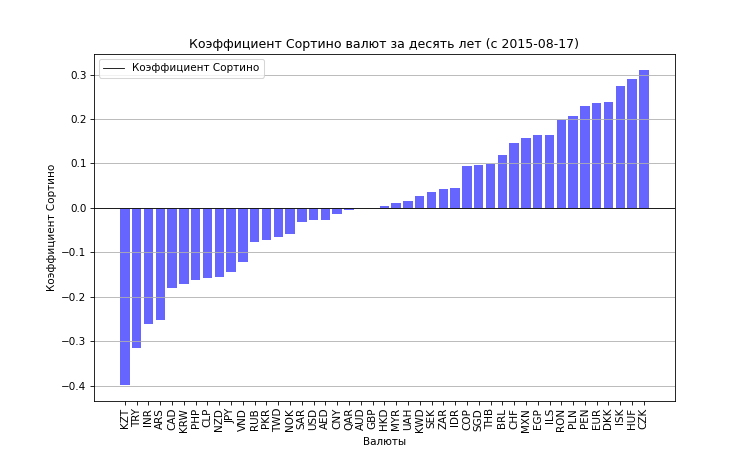 Коэффициент Сортино валют за десять лет (с 2015-08-17)
Коэффициент Сортино
Коэффициент Сортино
0.3
0.2
0.1
0.0
−0.1
−0.2
−0.3
−0.4
KZT TRY INR ARS CAD KRW PHP CLP NZD JPY VND RUB PKR TWD NOK SAR USD AED CNY QAR AUD GBP HKD MYR UAH KWD SEK ZAR IDR COP SGD THB BRL CHF MXN EGP ILS RON PLN PEN EUR DKK ISK HUF CZK
Валюты